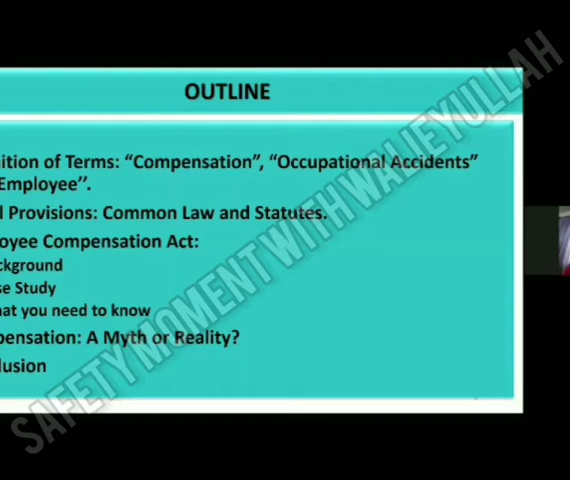 OUTLINE
nition of Terms: “Compensation”, “Occupational Accidents”
Employee”.
l Provisions: Common Law and Statutes.
oyee Compensation Act:
ckground
se Study
hat you need to know
pensation: A Myth or Reality?
lusion
SAFETY MOMENT WITH WALIEYULLAH